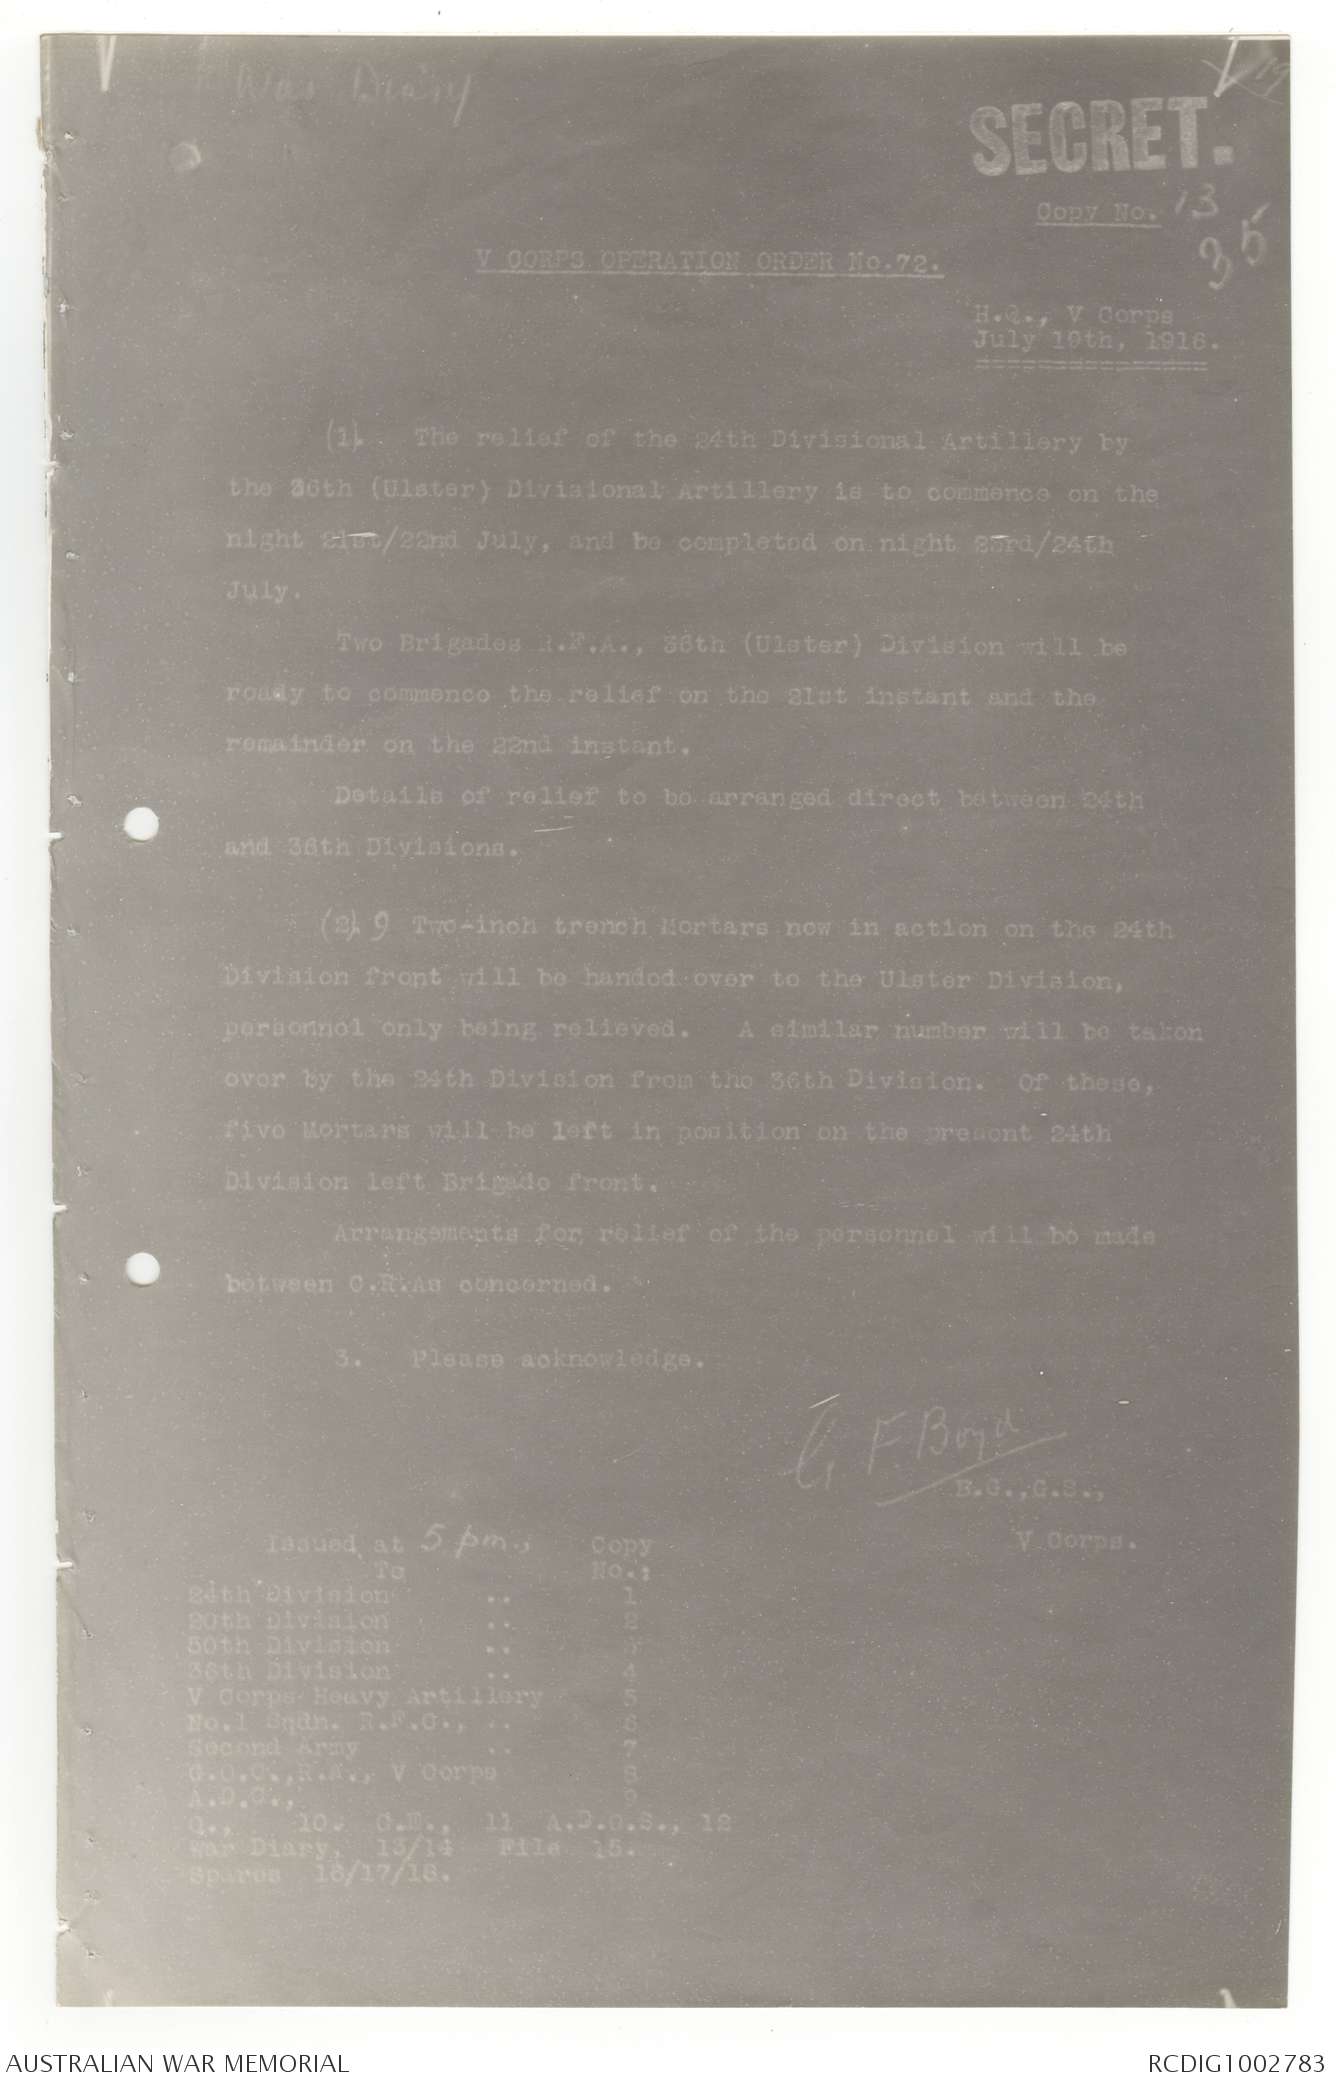 War Diary
SECRET.
Copy No. 13
35
V CORPS OPERATION ORDER No.72.
H.Q., V Corps
July 19th, 1916.
(1). The relief of the 24th Divisional Artillery by
the 36th (Ulster) Divisional Artillery is to commence on the
night 21st/22nd July, and be completed on night 23rd/24th
July.
Two Brigades R.F.A., 36th (Ulster) Division will be
ready to commence the relief on the 21st instant and the
remainder on the 22nd instant.
Details of relief to be arranged direct between 24th
and 36th Divisions.
(2). 9 Two-inch trench Mortars now in action on the 24th
Division front will be handed over to the Ulster Division,
personnel only being relieved. A similar number will be taken
over by the 24th Division from the 36th Division. Of these,
five Mortars will be left in position on the present 24th
Division left Brigade front.
Arrangements for relief of the personnel will be made
between C.R.As concerned.
3. Please acknowledge.
G F. Boyd
B.G.,G.S.,
V Corps.
Issued at 5 pm., Copy
To No.:
24th Division .. 1
20th Division .. 2
50th Division .. 3
36th Division .. 4
V Corps Heavy Artillery 5
No.1 Sqdn. R.F.C., .. 6
Second Army .. 7
G.O.C.,R.A., V Corps 8
A.D.C., 9
Q., 10. C.E., 11 A.D.O.S., 12
War Diary, 13/14 File 15.
Spares 16/17/18.
AUSTRALIAN WAR MEMORIAL
RCDIG1002783